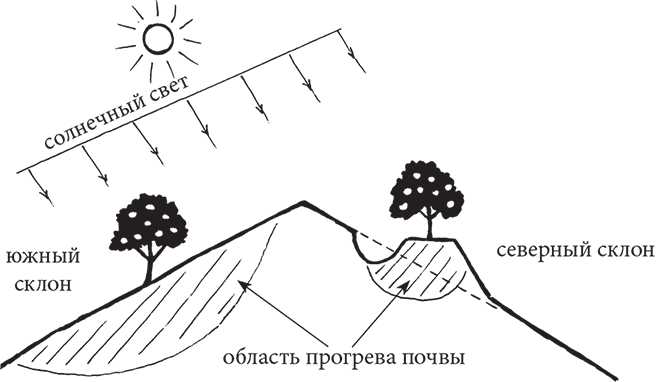 солнечный свет
южный
склон
северный склон
область прогрева почвы